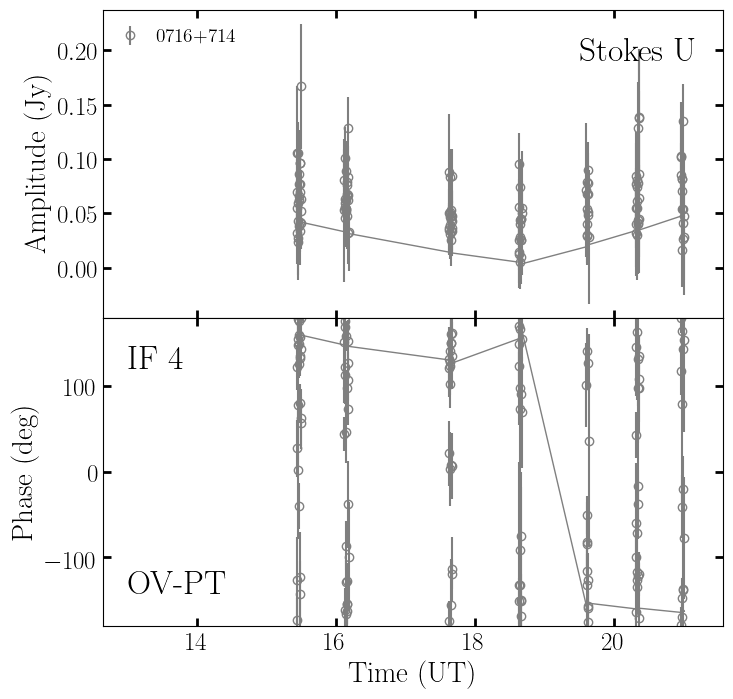 0716+714
Stokes U
Amplitude (Jy)
0.20
0.15
0.10
0.05
0.00
IF 4
Phase (deg)
100
0
−100
OV-PT
14 16 18 20
Time (UT)